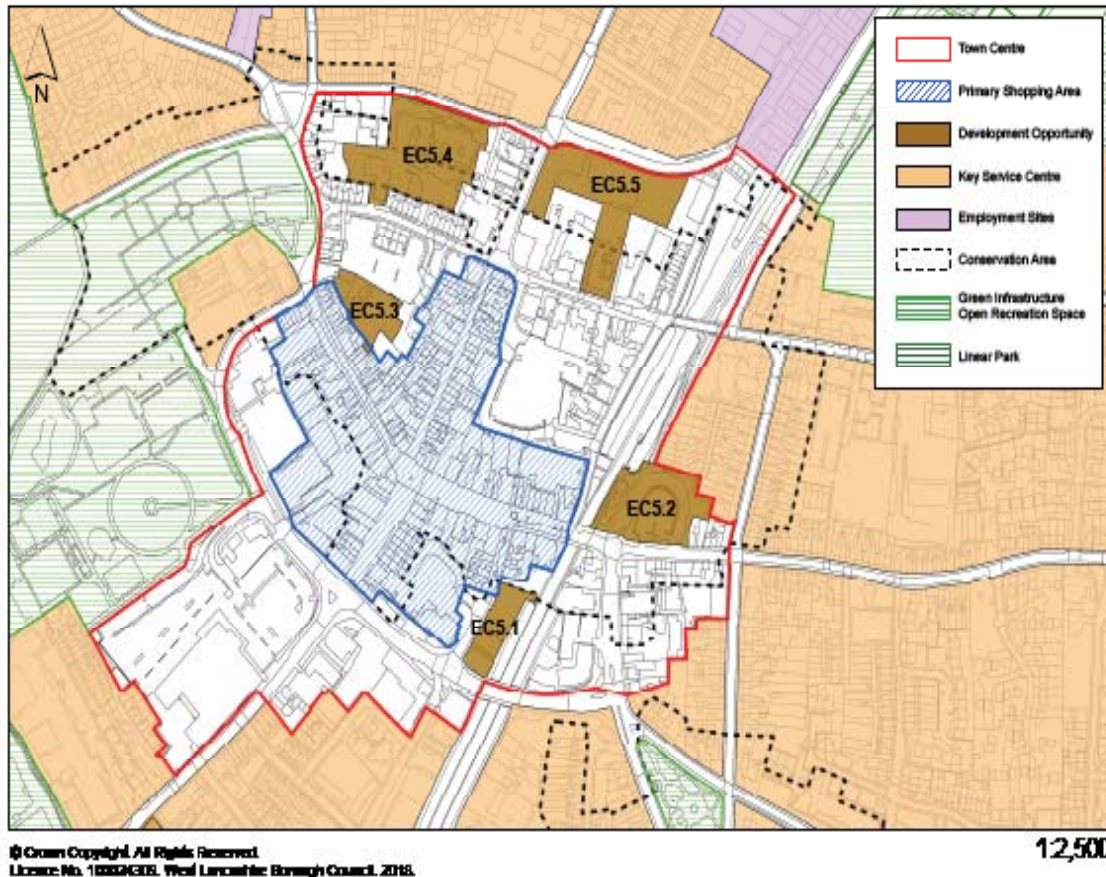 N
EC5.4
EC5.5
EC5.3
EC5.2
EC5.1
Town Centre
Primary Shopping Area
Development Opportunity
Key Service Centre
Employment Sites
Conservation Area
Green Infrastructure
Open Recreation Space
Linear Park
© Crown Copyright. All Rights Reserved.
Licence No. West Lancashire Borough Council. 2018.
1:2,500